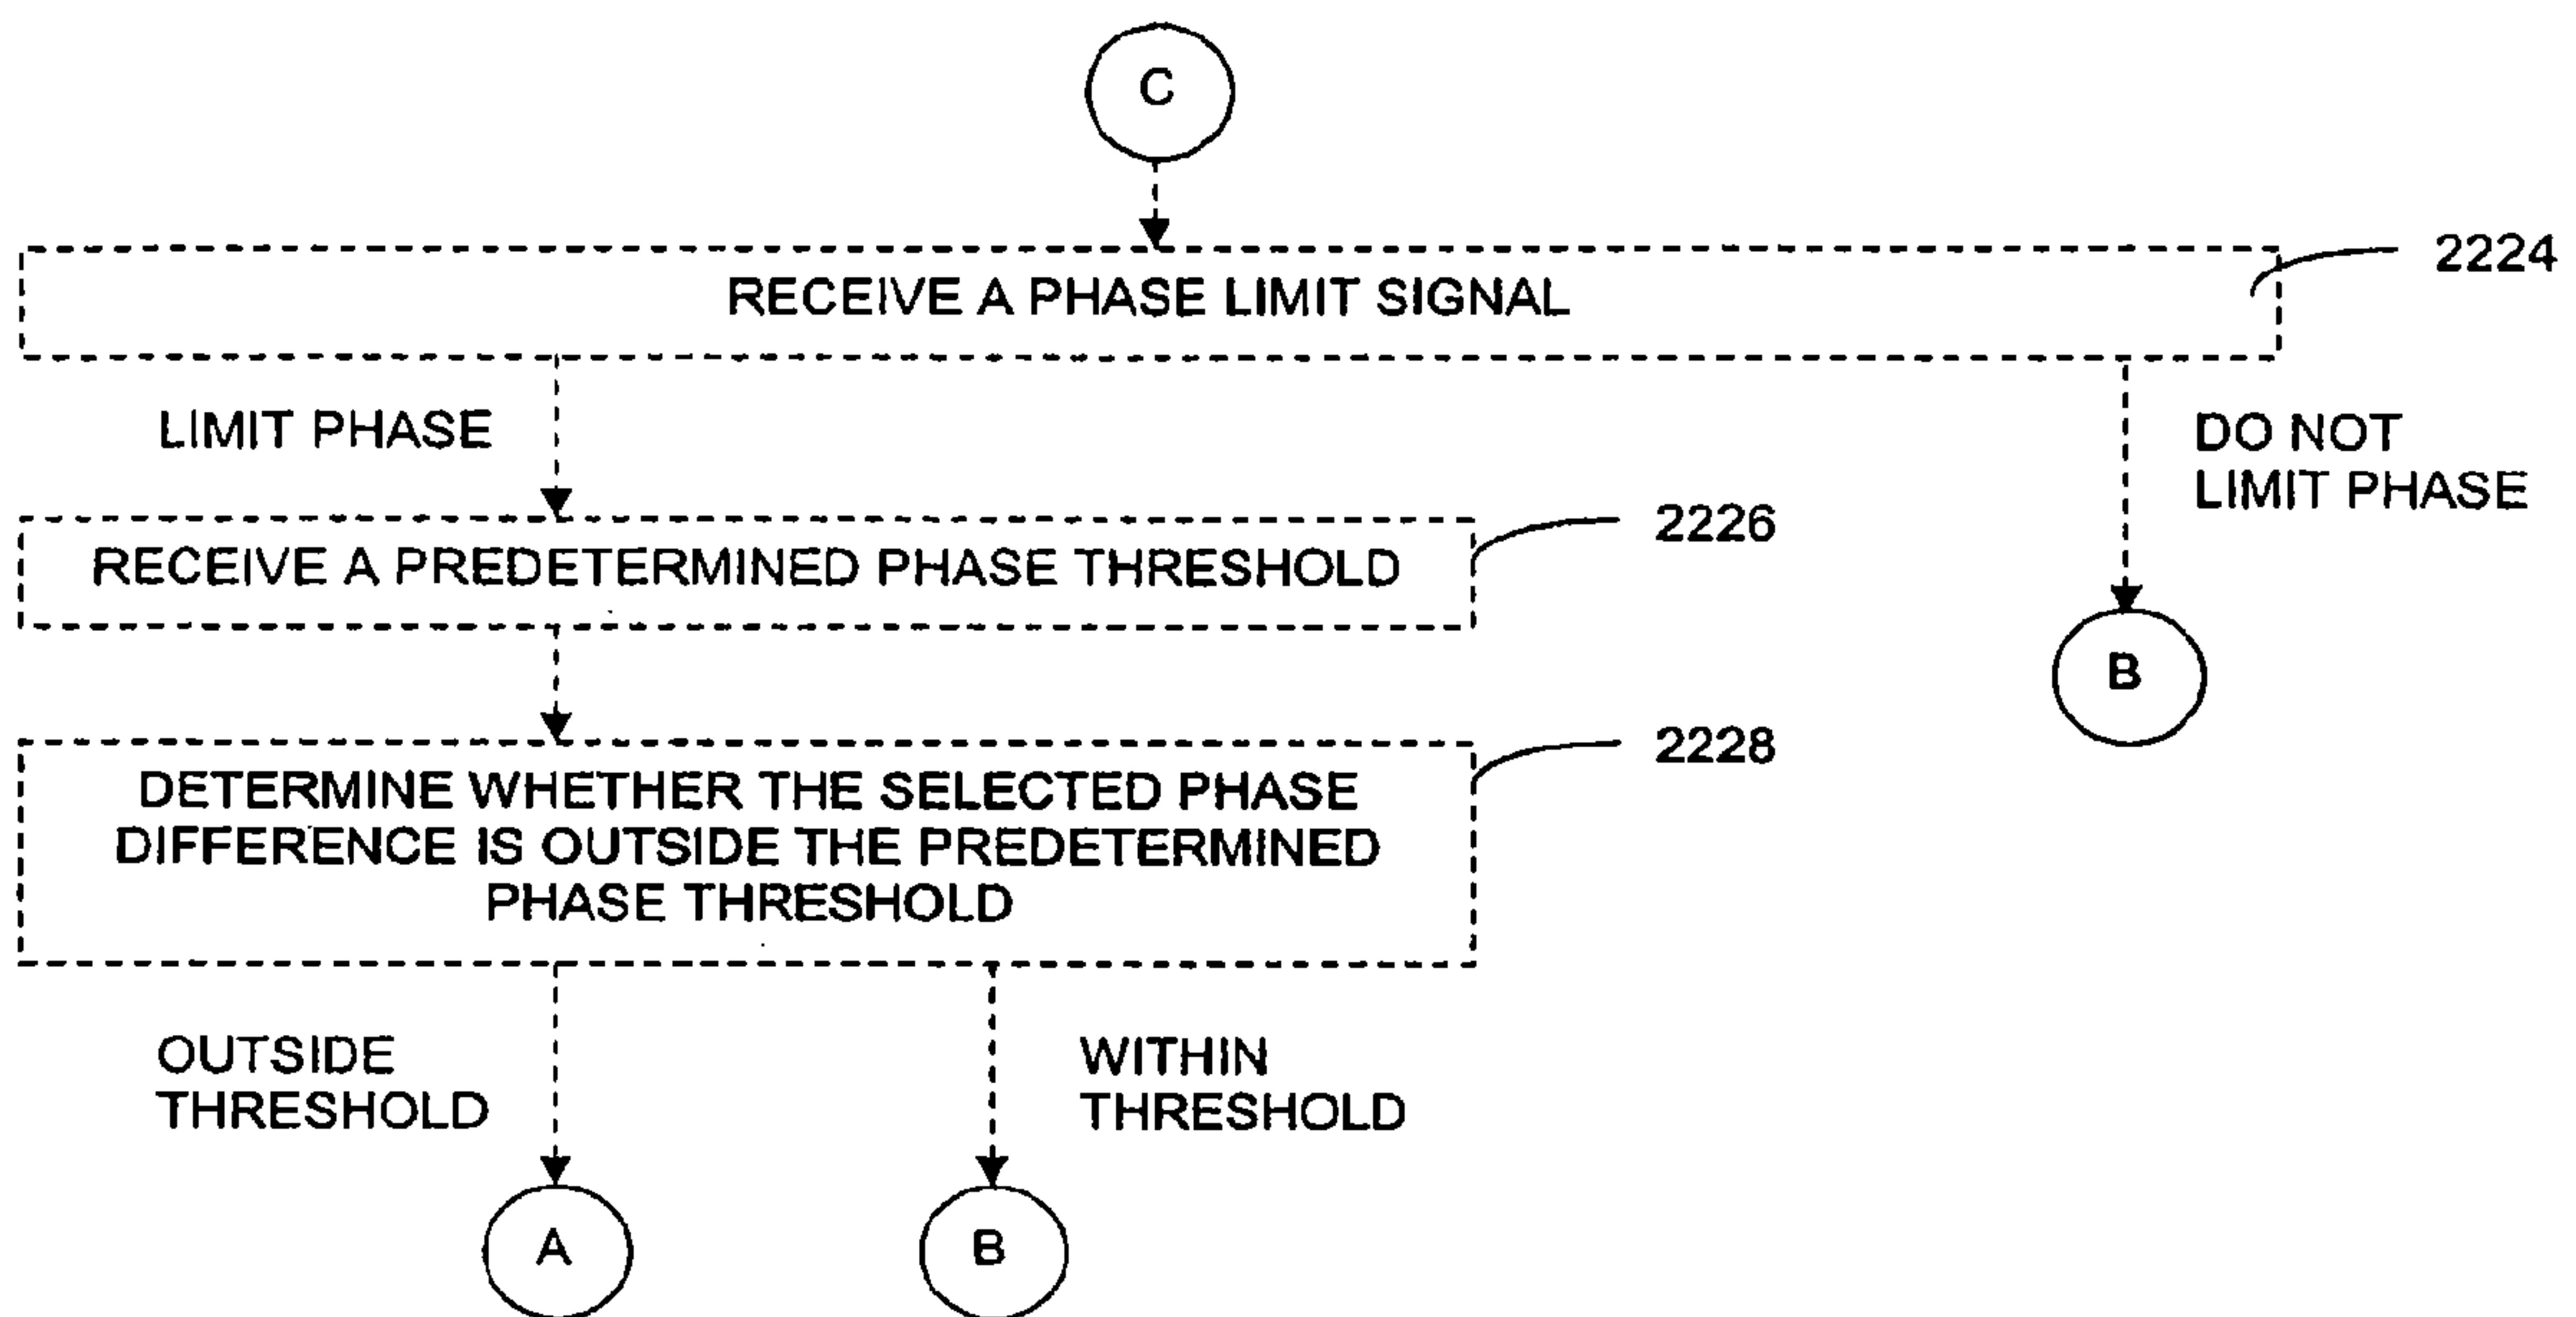 C
RECEIVE A PHASE LIMIT SIGNAL
2224
LIMIT PHASE
DO NOT
LIMIT PHASE
RECEIVE A PREDETERMINED PHASE THRESHOLD
2226
B
DETERMINE WHETHER THE SELECTED PHASE
DIFFERENCE IS OUTSIDE THE PREDETERMINED
PHASE THRESHOLD
2228
OUTSIDE
THRESHOLD
WITHIN
THRESHOLD
A
B